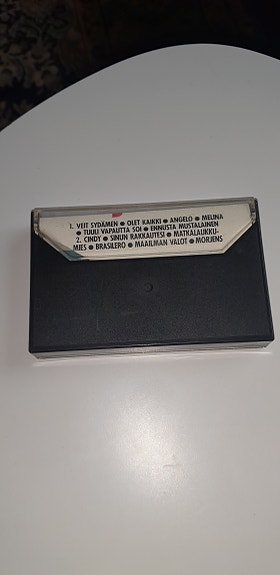 1. VEIT SYDÄMEN ● OLET KAIKKI ● ANGELO ● MELINA
● TUULI VAPAUTTA SOI ● ENNUSTA MUSTALAINEN
2. CINDY ● SINUN RAKKAUTESI ● MATKALAUKKU-
MIES ● BRASILERO ● MAAILMAN VALOT ● MORJENS